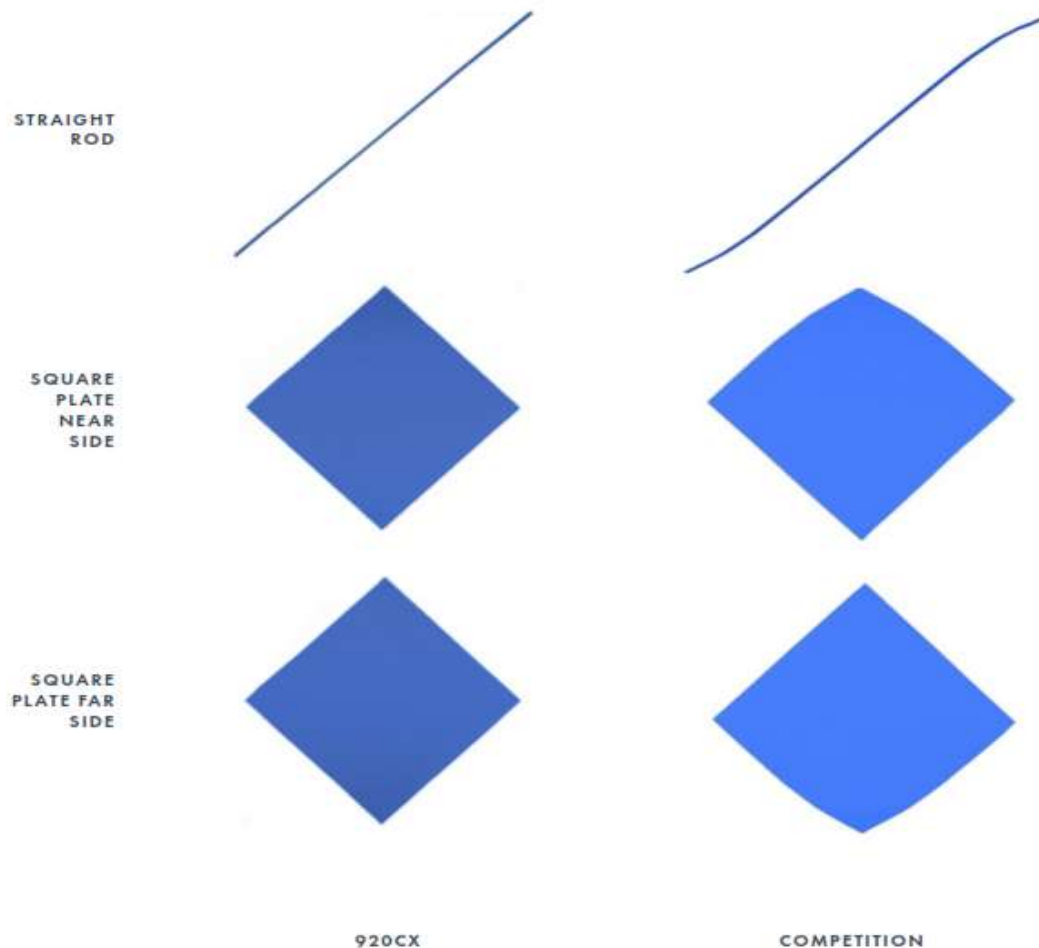 STRAIGHT
ROD
SQUARE
PLATE
NEAR
SIDE
SQUARE
PLATE FAR
SIDE
920CX
COMPETITION